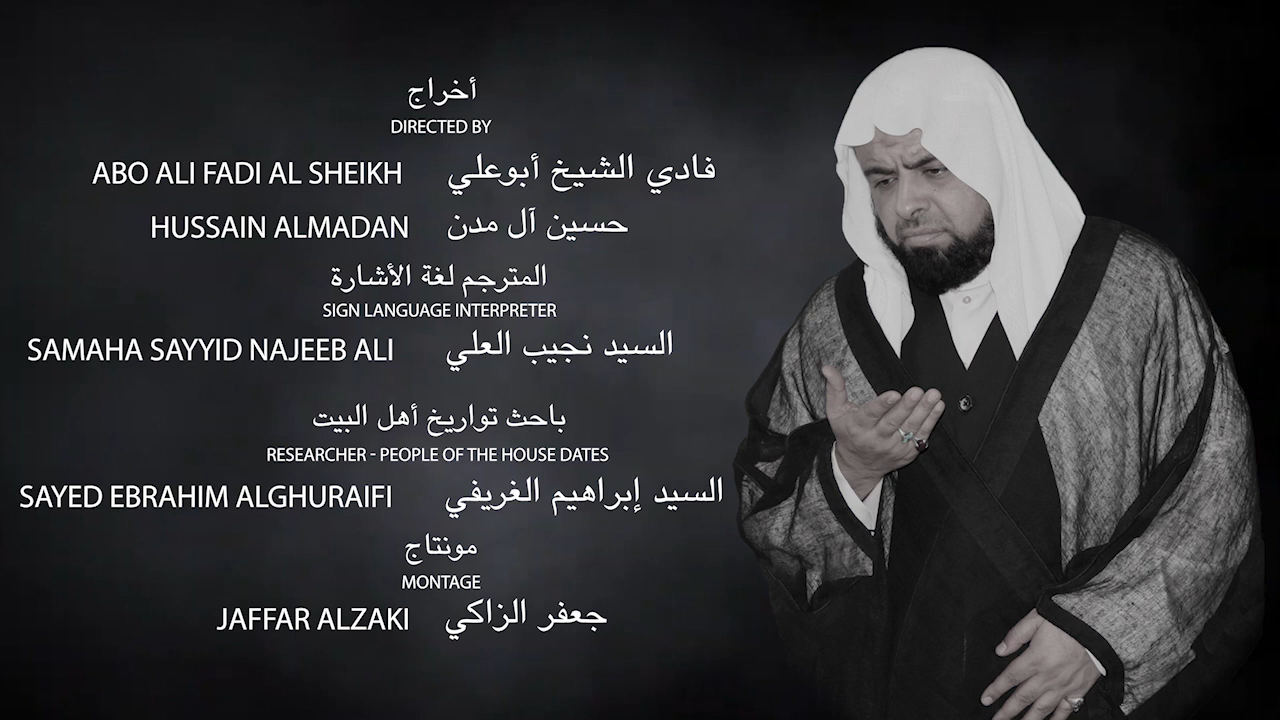 أخراج
DIRECTED BY
ABO ALI FADI AL SHEIKH فادي الشيخ أبوعلي
HUSSAIN ALMADAN حسين آل مدن
المترجم لغة الأشارة
SIGN LANGUAGE INTERPRETER
SAMAHA SAYYID NAJEEB ALI السيد نجيب العلي
باحث تواريخ أهل البيت
RESEARCHER - PEOPLE OF THE HOUSE DATES
SAYED EBRAHIM ALGHURAIFI السيد إبراهيم الغريفي
مونتاج
MONTAGE
JAFFAR ALZAKI جعفر الزاكي